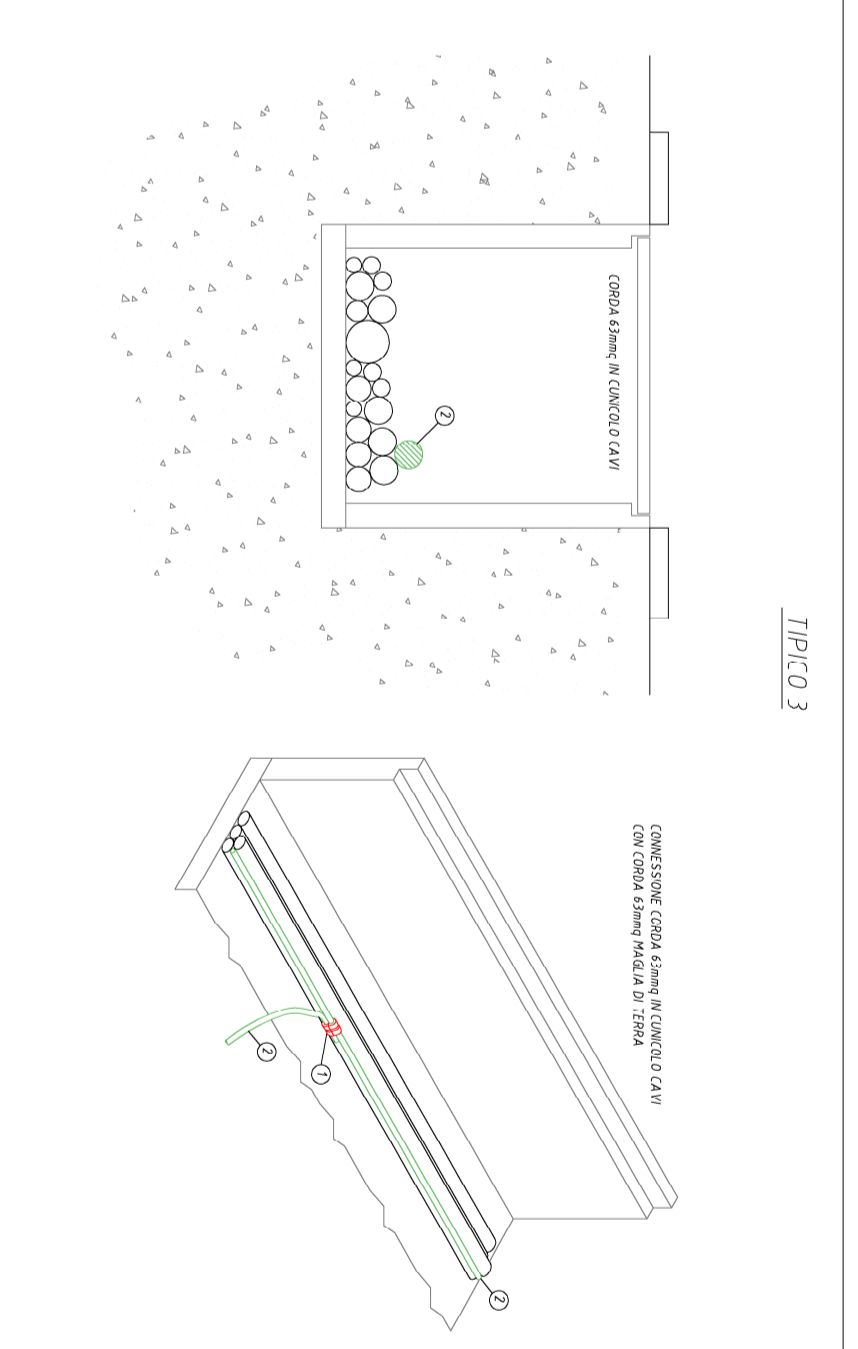 TIPICO 3
CORDA 63mmq IN CUNICOLO CAVI
2
CONNESSIONE CORDA 63mmq IN CUNICOLO CAVI
CON CORDA 63mmq MAGLIA DI TERRA
2
1
2